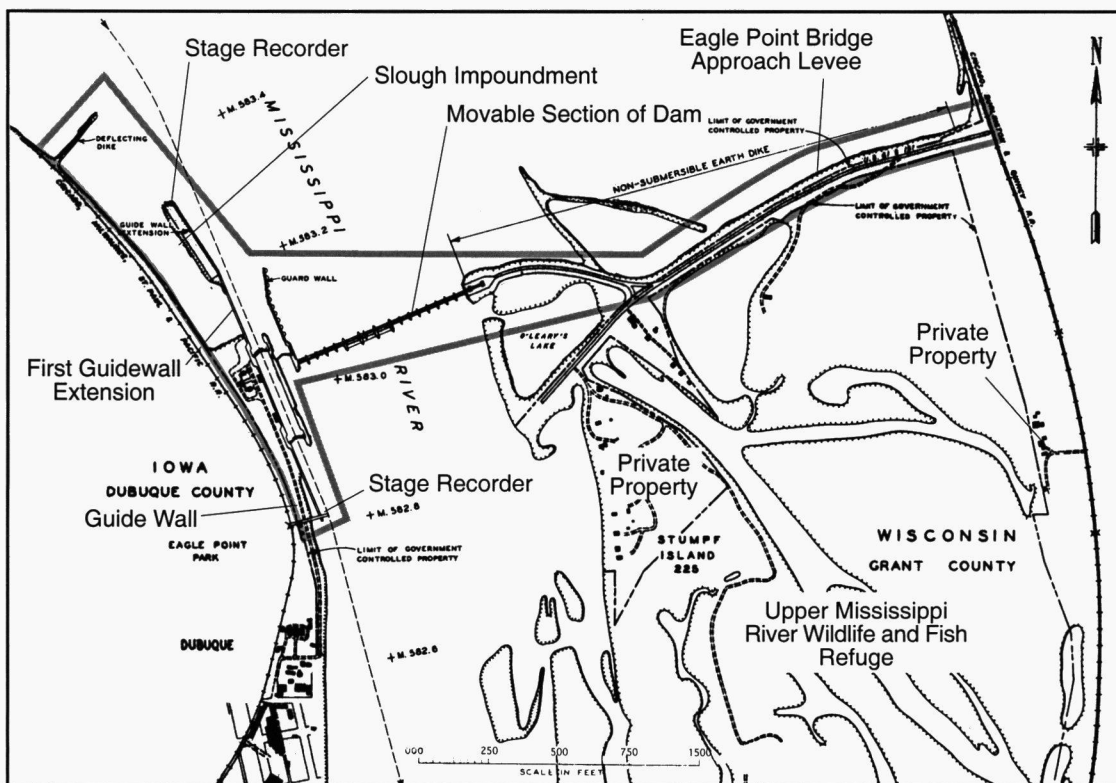 Stage Recorder
Slough Impoundment
Movable Section of Dam
Eagle Point Bridge
Approach Levee
N
M. 583.4
MISSISSIPPI
DEFLECTING
DIKE
LIMIT OF GOVERNMENT
CONTROLLED PROPERTY
NON-SUBMERSIBLE EARTH DIKE
LIMIT OF GOVERNMENT
CONTROLLED PROPERTY
GUIDE WALL
EXTENSION
M. 583.2
GUARD WALL
First Guidewall
Extension
O'LEARY'S
LAKE
Private
Property
M. 583.0
RIVER
IOWA
DUBUQUE COUNTY
Guide Wall
EAGLE POINT
PARK
Stage Recorder
M. 582.8
LIMIT OF GOVERNMENT
CONTROLLED PROPERTY
Private
Property
STUMPF
ISLAND
225
WISCONSIN
GRANT COUNTY
Upper Mississippi
River Wildlife and Fish
Refuge
DUBUQUE
M. 582.6
250
500
750
1500
SCALE IN FEET